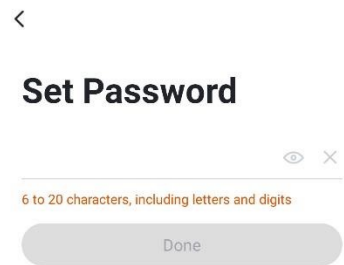 Set Password
6 to 20 characters, including letters and digits
Done